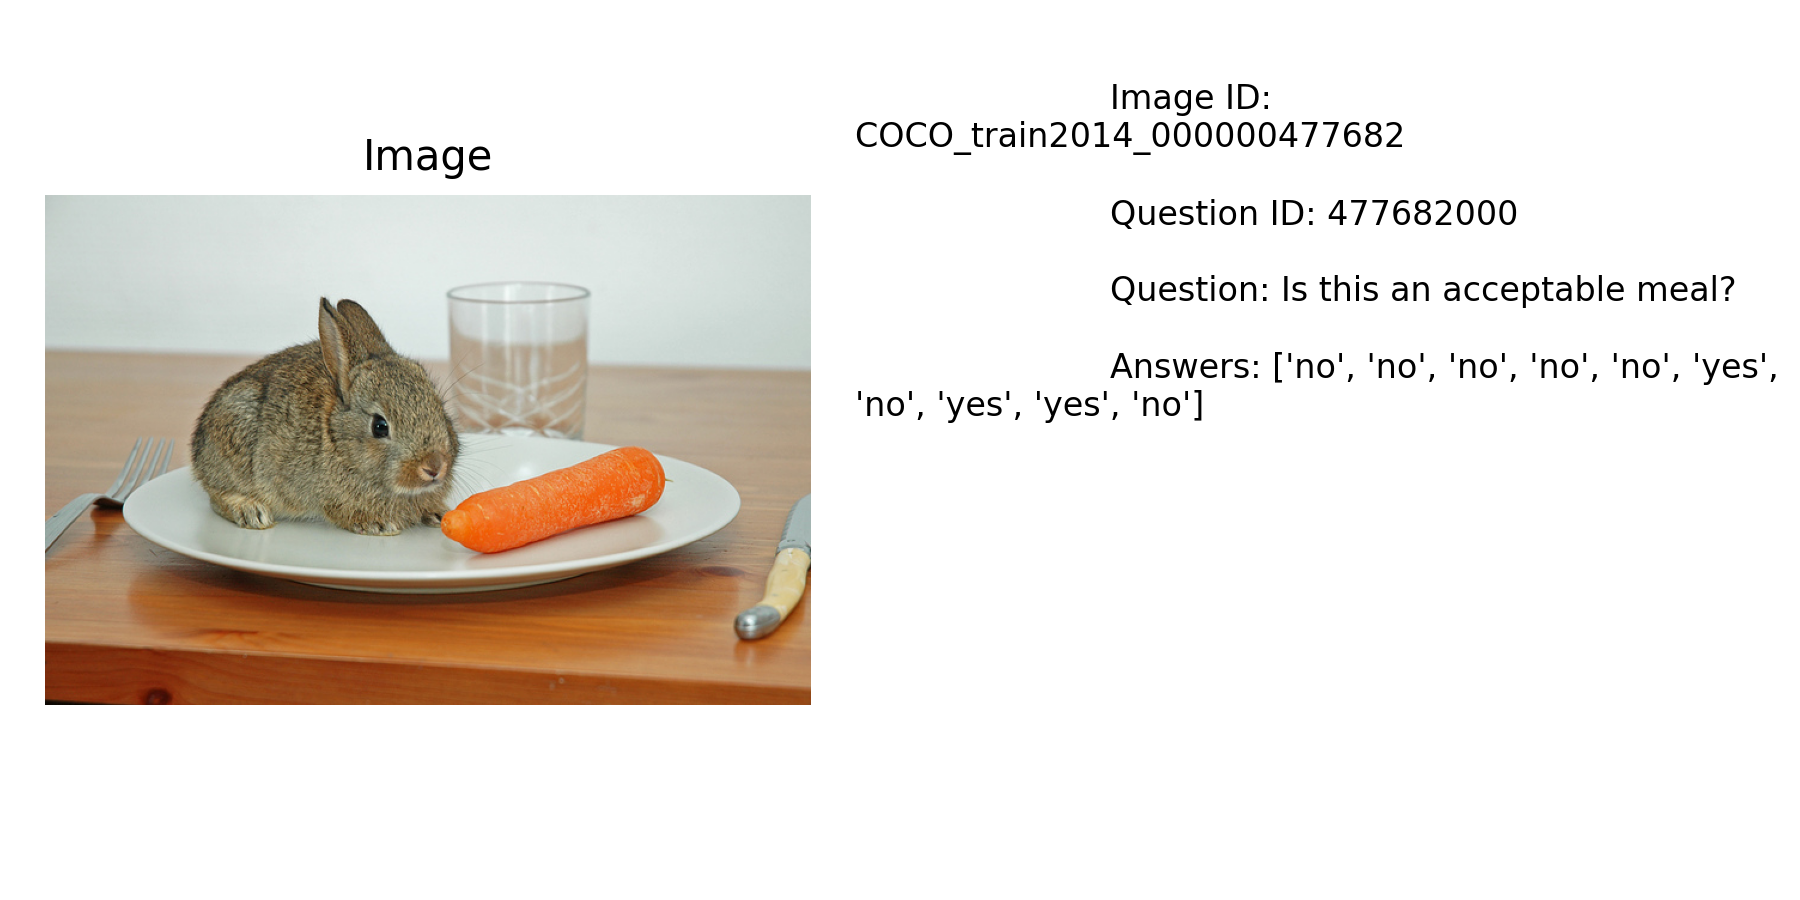 Image
Image ID:
COCO_train2014_000000477682
Question ID: 477682000
Question: Is this an acceptable meal?
Answers: ['no', 'no', 'no', 'no', 'no', 'yes',
'no', 'yes', 'yes', 'no']